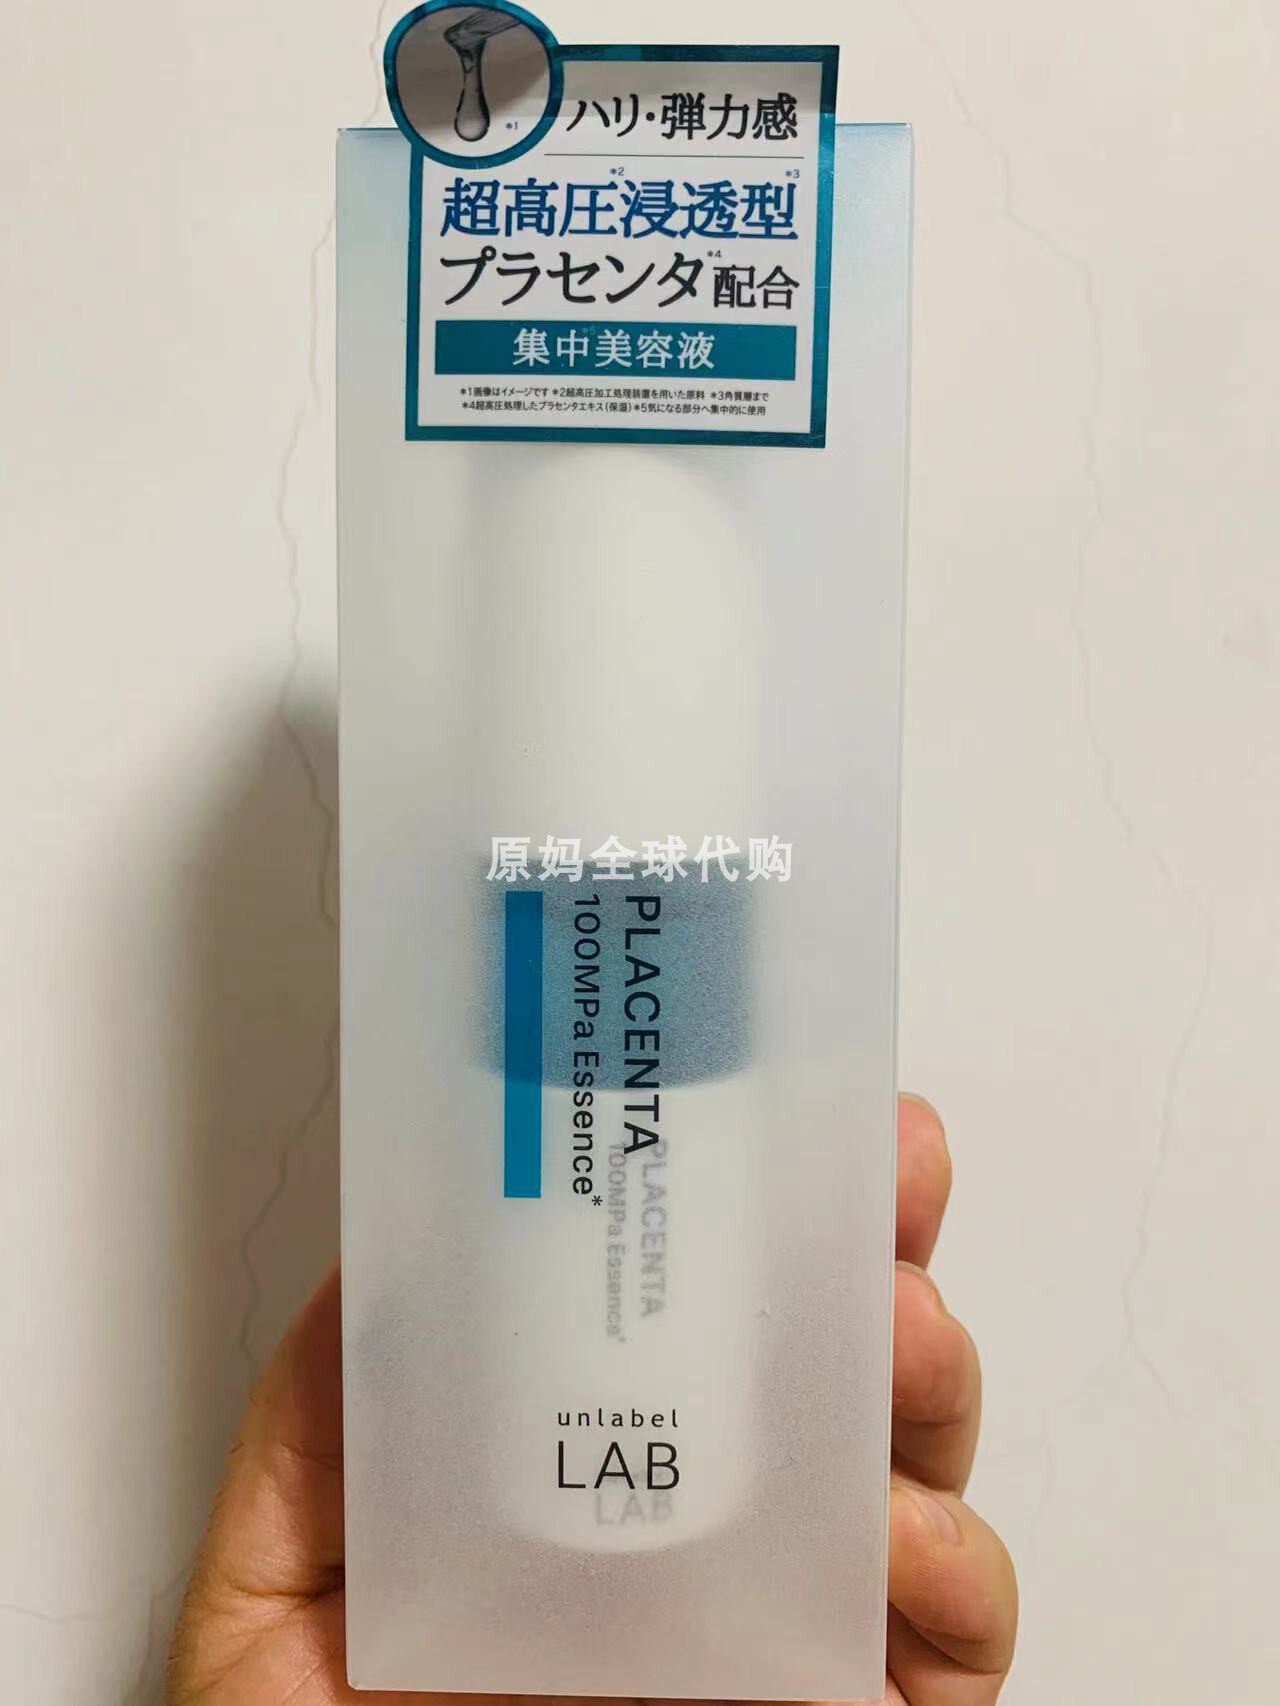 *1
ハリ・弾力感
超高圧*2浸透型*3
プラセンタ*4配合
集中*5美容液
*1画像はイメージです *2超高圧加工処理装置を用いた原料 *3角質層まで
*4超高圧処理したプラセンタエキス（保湿）*5気になる部分へ集中的に使用
原妈全球代购
PLACENTA
100MPa Essence*
PLACENTA
100MPa Essence*
unlabel
LAB
LAB